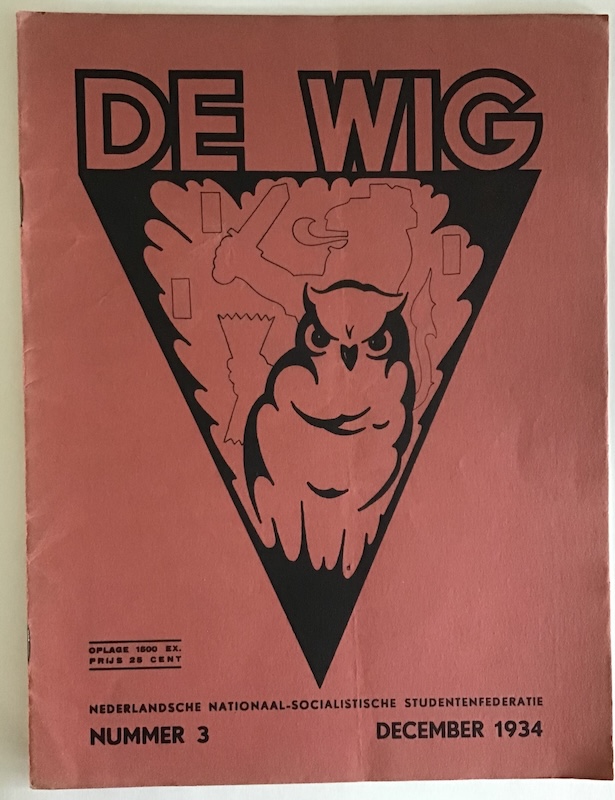 DE WIG
OPLAGE 1500 EX.
PRIJS 25 CENT
NEDERLANDSCHE NATIONAAL-SOCIALISTISCHE STUDENTENFEDERATIE
NUMMER 3 DECEMBER 1934